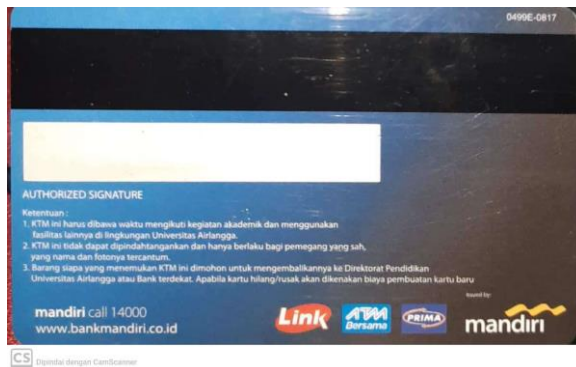 0499E-0817
AUTHORIZED SIGNATURE
Ketentuan :
1. KTM ini harus dibawa waktu mengikuti kegiatan akademik dan menggunakan
fasilitas lainnya di lingkungan Universitas Airlangga.
2. KTM ini tidak dapat dipindahtangankan dan hanya berlaku bagi pemegang yang sah,
yang nama dan fotonya tercantum.
3. Barang siapa yang menemukan KTM ini dimohon untuk mengembalikannya ke Direktorat Pendidikan
Universitas Airlangga atau Bank terdekat. Apabila kartu hilang/rusak akan dikenakan biaya pembuatan kartu baru
mandiri call 14000
www.bankmandiri.co.id
Link
ATM
Bersama
PRIMA
issued by:
mandiri
CS Dipindai dengan CamScanner